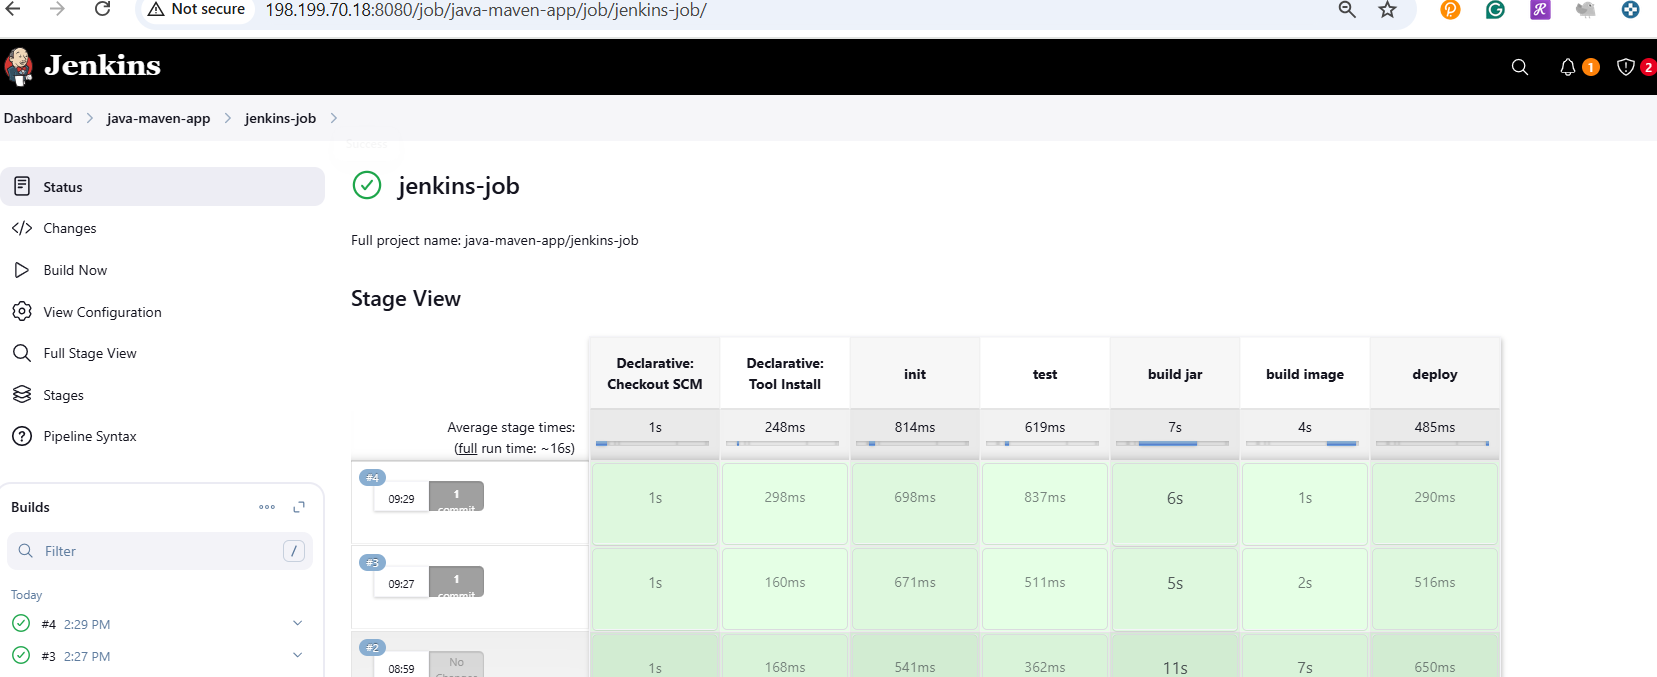 Not secure
198.199.70.18:8080/job/java-maven-app/job/jenkins-job/
Jenkins
1
2
Dashboard
java-maven-app
jenkins-job
Status
Changes
Build Now
View Configuration
Full Stage View
Stages
Pipeline Syntax
Builds
Filter
/
Today
#4 2:29 PM
#3 2:27 PM
Success
jenkins-job
Full project name: java-maven-app/jenkins-job
Stage View
Declarative: Checkout SCM
Declarative: Tool Install
init
test
build jar
build image
deploy
Average stage times:
(full run time: ~16s)
1s
248ms
814ms
619ms
7s
4s
485ms
#4
09:29
1
commit
1s
298ms
698ms
837ms
6s
1s
290ms
#3
09:27
1
commit
1s
160ms
671ms
511ms
5s
2s
516ms
#2
08:59
No
Changes
1s
168ms
541ms
362ms
11s
7s
650ms